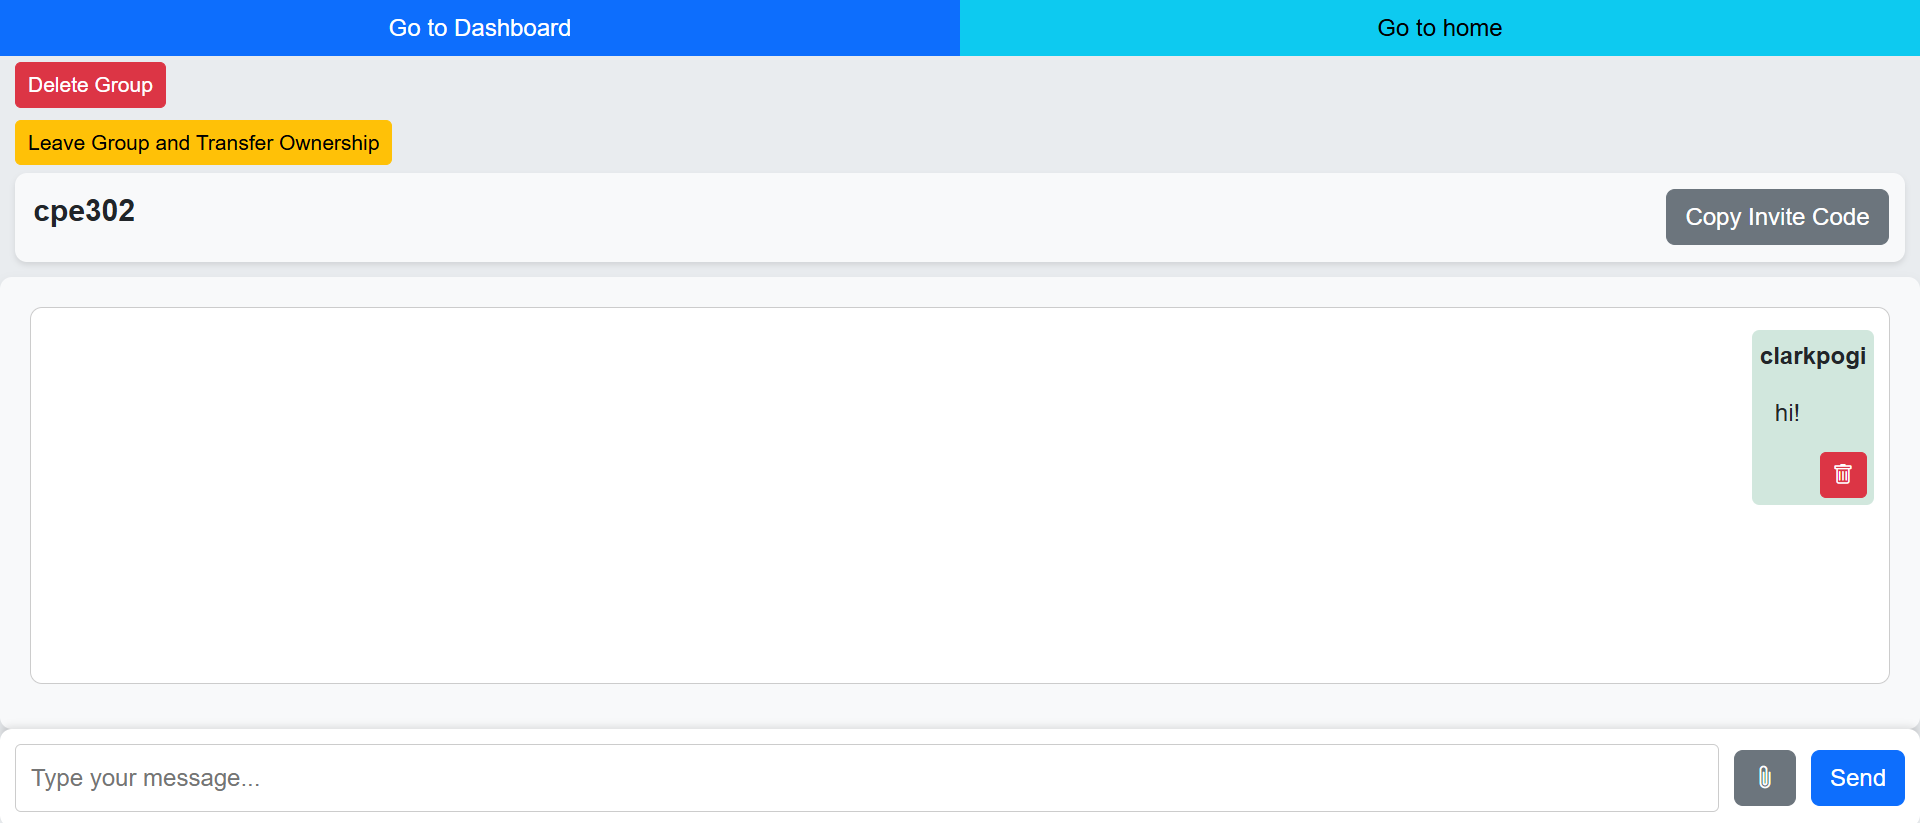 Go to Dashboard
Go to home
Delete Group
Leave Group and Transfer Ownership
cpe302
Copy Invite Code
clarkpogi
hi!
Type your message...
Send